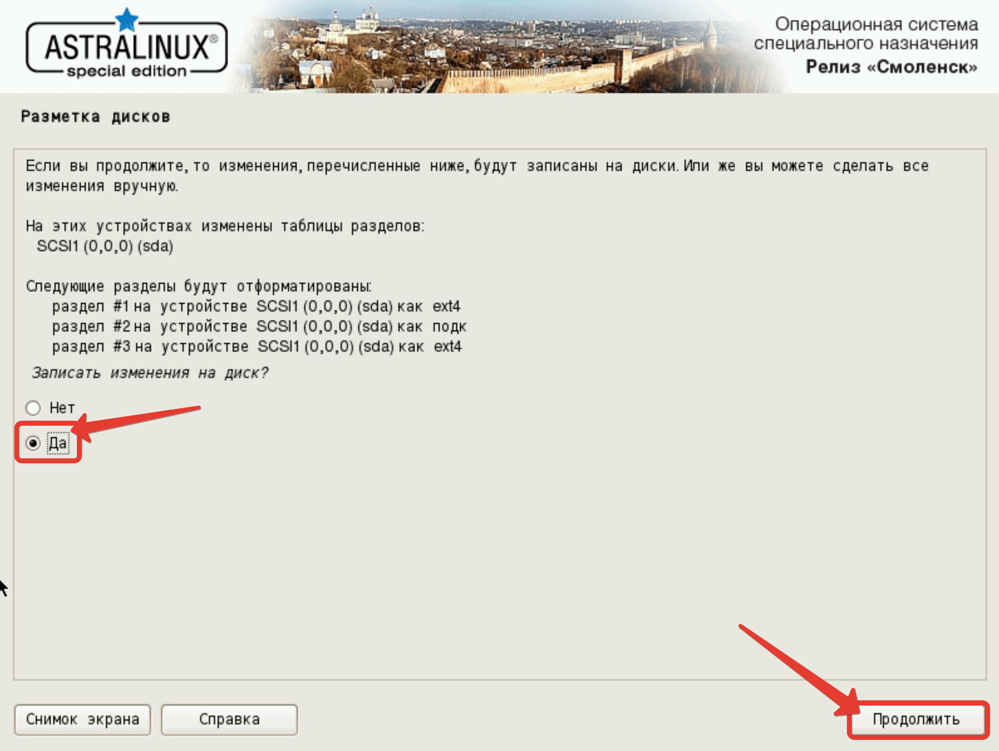 ASTRALINUX®
special edition
Операционная система
специального назначения
Релиз «Смоленск»
Разметка дисков
Если вы продолжите, то изменения, перечисленные ниже, будут записаны на диски. Или же вы можете сделать все
изменения вручную.
На этих устройствах изменены таблицы разделов:
SCSI1 (0,0,0) (sda)
Следующие разделы будут отформатированы:
раздел #1 на устройстве SCSI1 (0,0,0) (sda) как ext4
раздел #2 на устройстве SCSI1 (0,0,0) (sda) как подк
раздел #3 на устройстве SCSI1 (0,0,0) (sda) как ext4
Записать изменения на диск?
Нет
Да
Снимок экрана
Справка
Продолжить